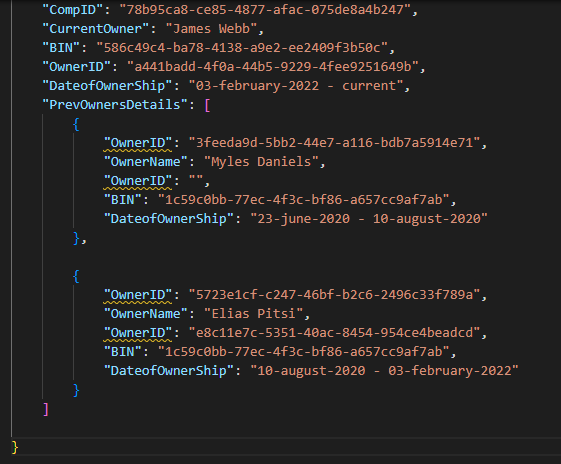 "CompID": "78b95ca8-ce85-4877-afac-075de8a4b247",
"CurrentOwner": "James Webb",
"BIN": "586c49c4-ba78-4138-a9e2-ee2409f3b50c",
"OwnerID": "a441badd-4f0a-44b5-9229-4fee9251649b",
"DateofOwnerShip": "03-february-2022 - current",
"PrevOwnersDetails": [
{
"OwnerID": "3feeda9d-5bb2-44e7-a116-bdb7a5914e71",
"OwnerName": "Myles Daniels",
"OwnerID": "",
"BIN": "1c59c0bb-77ec-4f3c-bf86-a657cc9af7ab",
"DateofOwnerShip": "23-june-2020 - 10-august-2020"
},
{
"OwnerID": "5723e1cf-c247-46bf-b2c6-2496c33f789a",
"OwnerName": "Elias Pitsi",
"OwnerID": "e8c11e7c-5351-40ac-8454-954ce4beadcd",
"BIN": "1c59c0bb-77ec-4f3c-bf86-a657cc9af7ab",
"DateofOwnerShip": "10-august-2020 - 03-february-2022"
}
]
}